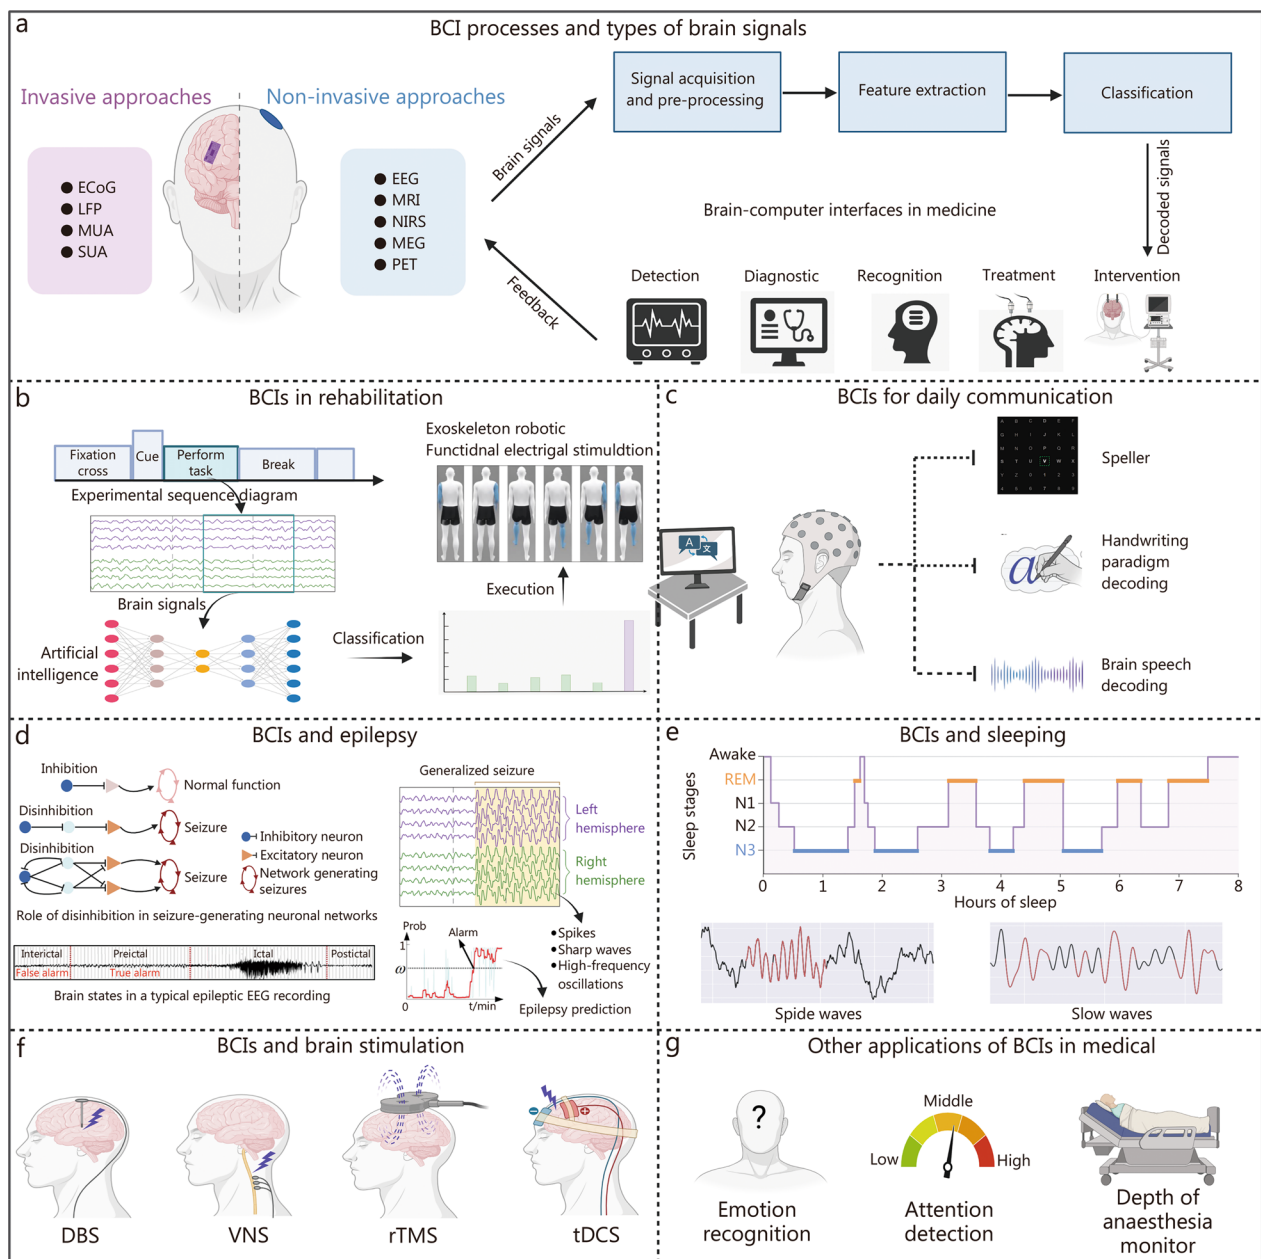 a
BCI processes and types of brain signals
Invasive approaches
Non-invasive approaches
ECoG
LFP
MUA
SUA
EEG
MRI
NIRS
MEG
PET
Brain signals
Feedback
Signal acquisition
and pre-processing
Feature extraction
Classification
Decoded signals
Brain-computer interfaces in medicine
Detection
Diagnostic
Recognition
Treatment
Intervention
b
BCIs in rehabilitation
Fixation
cross
Cue
Perform
task
Break
Experimental sequence diagram
Brain signals
Artificial
intelligence
Classification
Exoskeleton robotic
Functidnal electrigal stimuldtion
Execution
c
BCIs for daily communication
A
文
Speller
a
Handwriting
paradigm
decoding
Brain speech
decoding
d
BCIs and epilepsy
Inhibition
Normal function
Disinhibition
Seizure
Disinhibition
Seizure
Inhibitory neuron
Excitatory neuron
Network generating
seizures
Role of disinhibition in seizure-generating neuronal networks
Interictal
Preictal
Ictal
Postictal
False alarm
True alarm
Brain states in a typical epileptic EEG recording
Generalized seizure
Left
hemisphere
Right
hemisphere
Prob
1
ω
0
t/min
Alarm
Spikes
Sharp waves
High-frequency
oscillations
Epilepsy prediction
e
BCIs and sleeping
Sleep stages
Awake
REM
N1
N2
N3
0 1 2 3 4 5 6 7 8
Hours of sleep
Spide waves
Slow waves
f
BCIs and brain stimulation
DBS
VNS
rTMS
tDCS
g
Other applications of BCIs in medical
?
Emotion
recognition
Low
Middle
High
Attention
detection
Depth of
anaesthesia
monitor